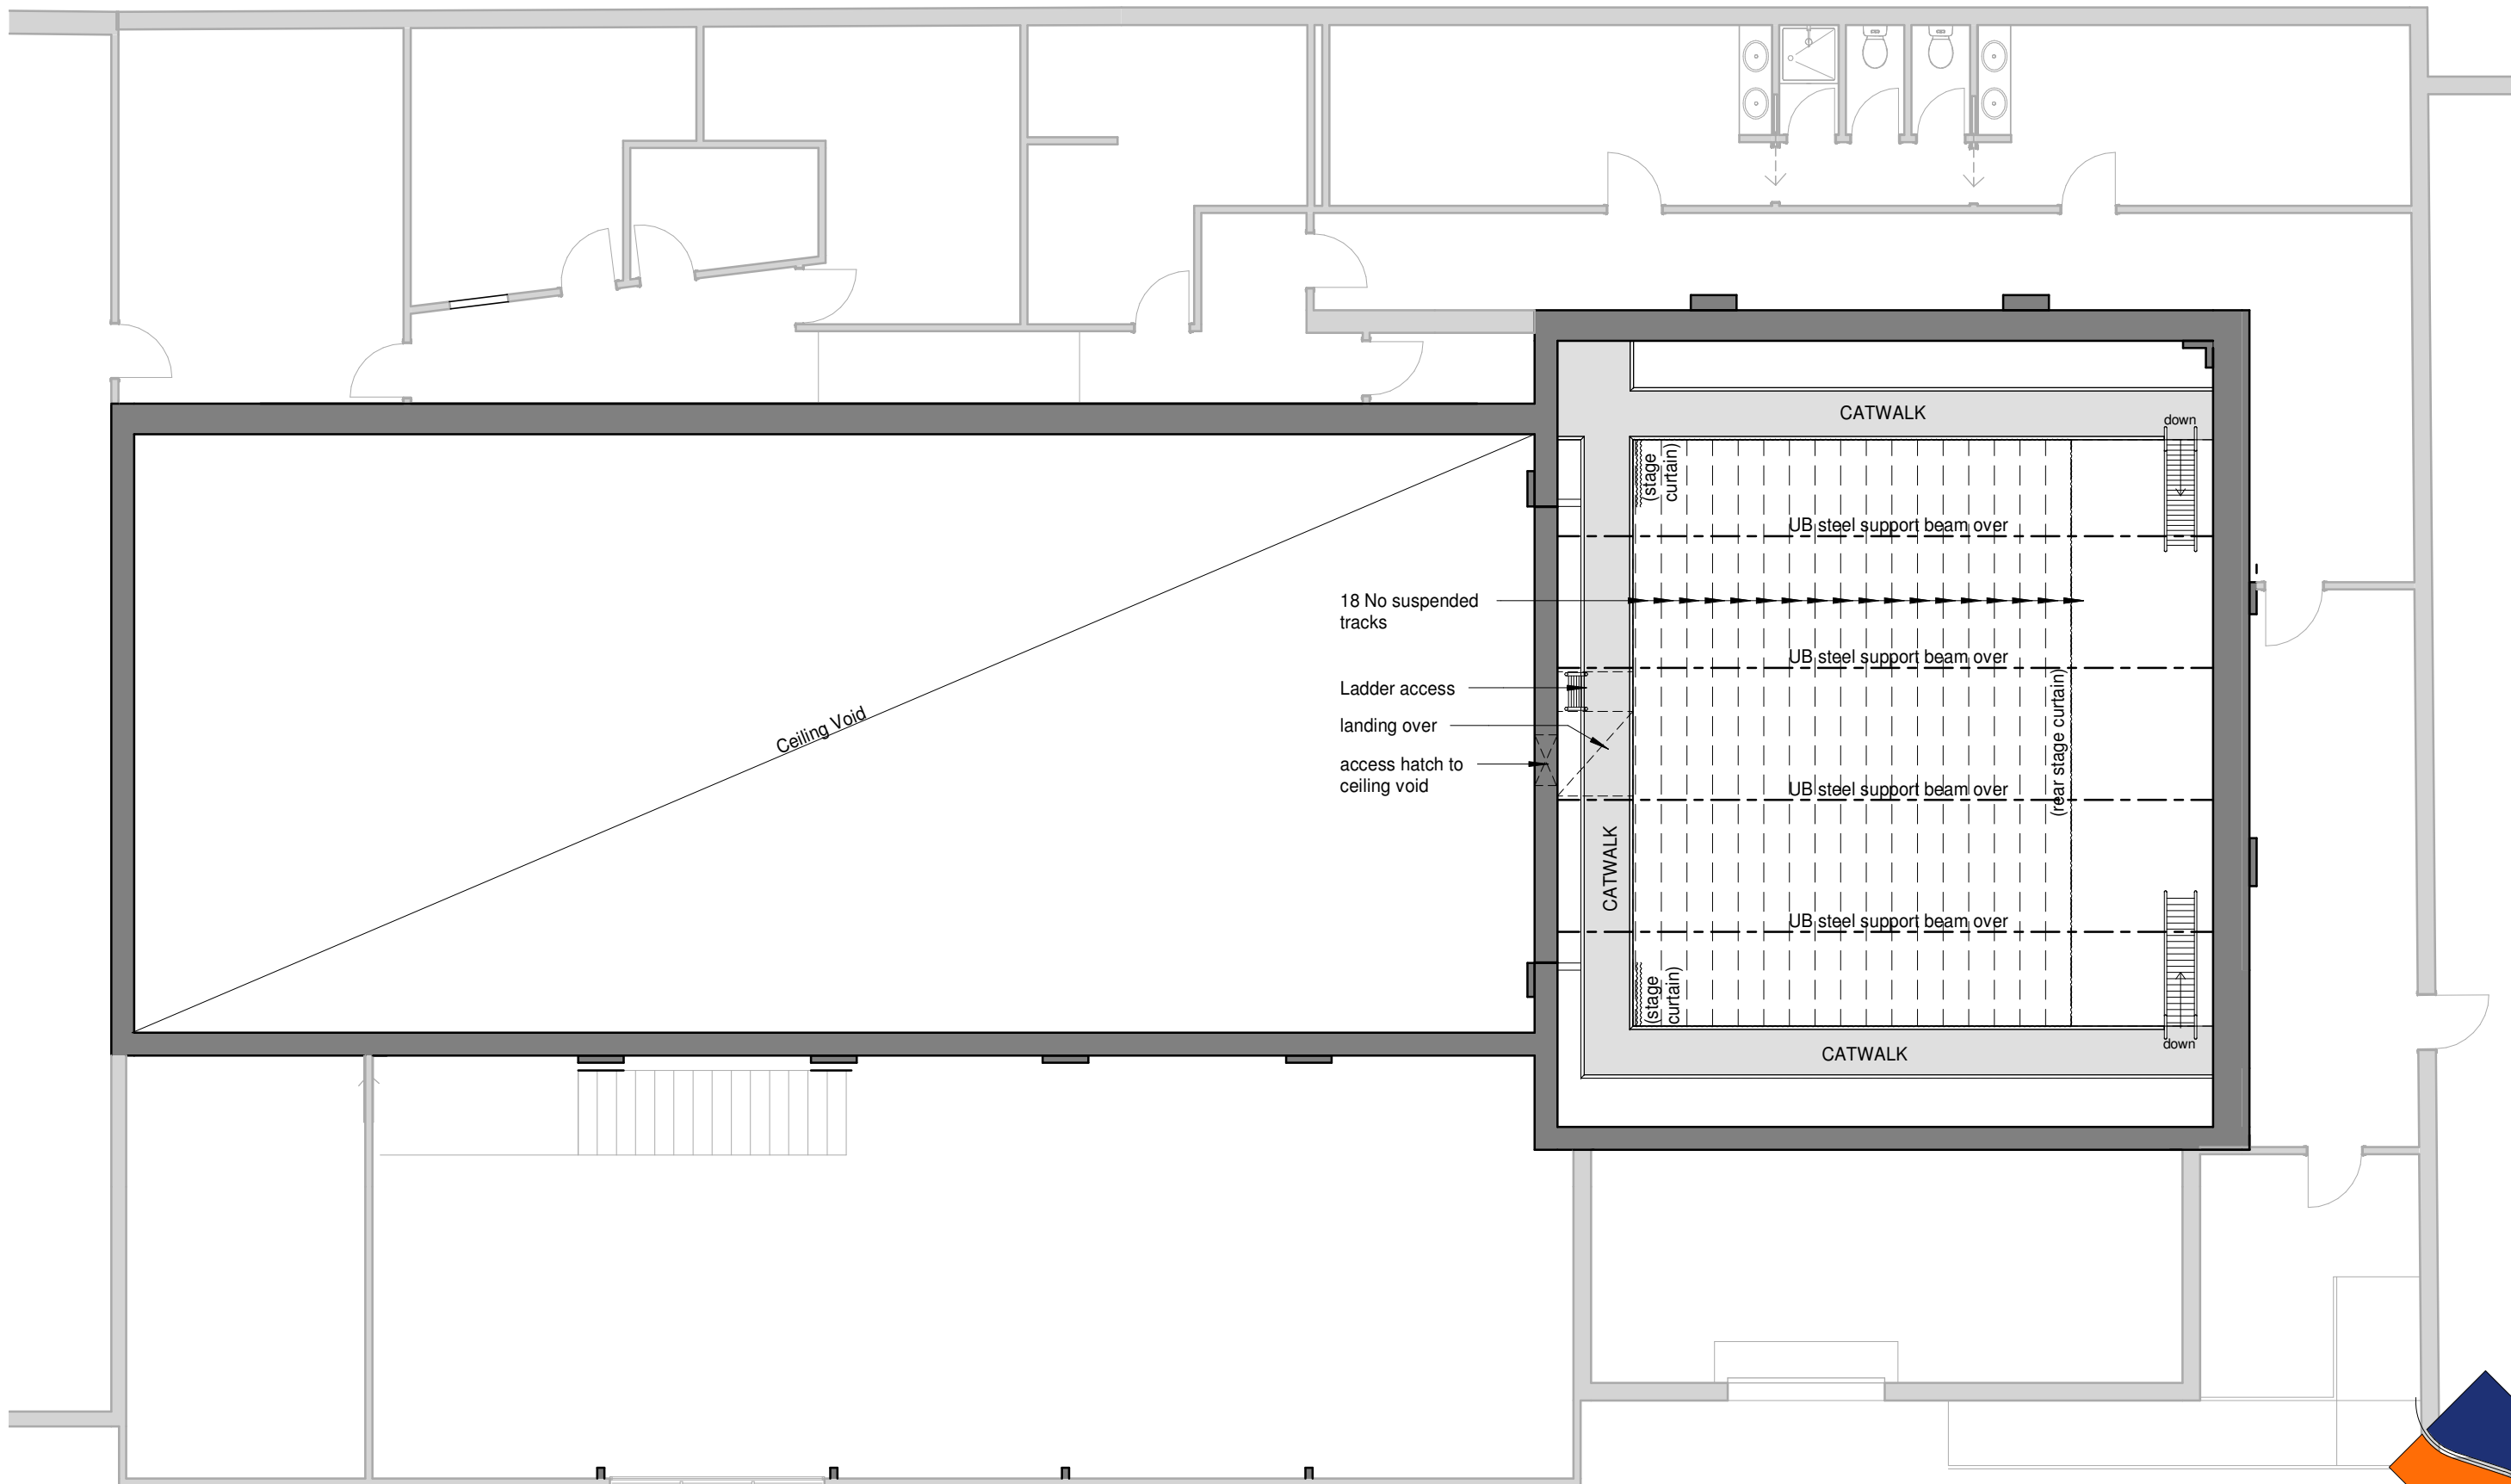 CATWALK
down
(stage
curtain)
UB steel support beam over
18 No suspended
tracks
UB steel support beam over
Ladder access
landing over
access hatch to
ceiling void
(rear stage curtain)
UB steel support beam over
Ceiling Void
CATWALK
UB steel support beam over
(stage
curtain)
CATWALK
down